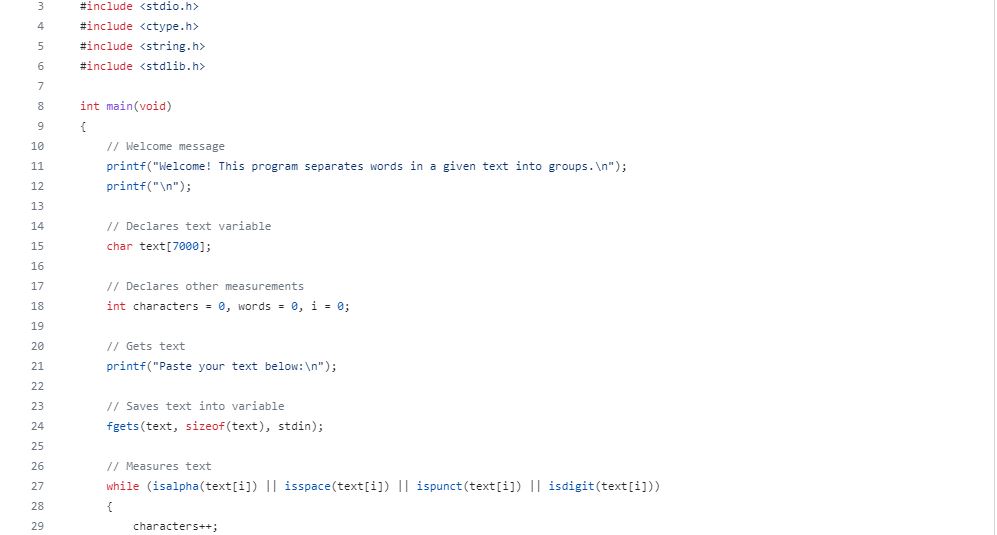 3 #include <stdio.h>
4 #include <ctype.h>
5 #include <string.h>
6 #include <stdlib.h>
7
8 int main(void)
9 {
10 // Welcome message
11 printf("Welcome! This program separates words in a given text into groups.\n");
12 printf("\n");
13
14 // Declares text variable
15 char text[7000];
16
17 // Declares other measurements
18 int characters = 0, words = 0, i = 0;
19
20 // Gets text
21 printf("Paste your text below:\n");
22
23 // Saves text into variable
24 fgets(text, sizeof(text), stdin);
25
26 // Measures text
27 while (isalpha(text[i]) || isspace(text[i]) || ispunct(text[i]) || isdigit(text[i]))
28 {
29 characters++;